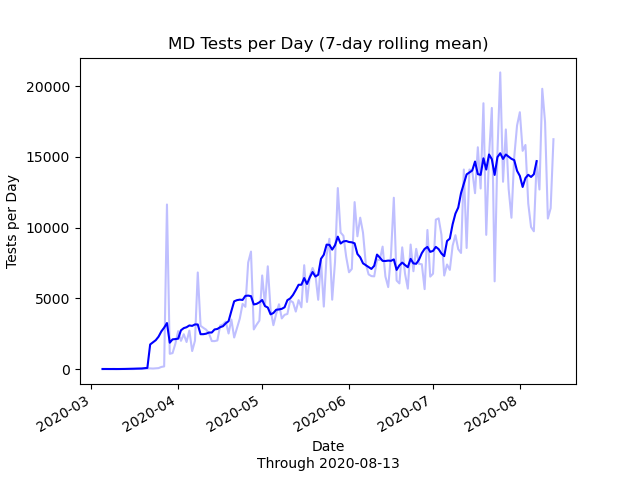 MD Tests per Day (7-day rolling mean)
Tests per Day
20000
15000
10000
5000
0
2020-03
2020-04
2020-05
2020-06
2020-07
2020-08
Date
Through 2020-08-13